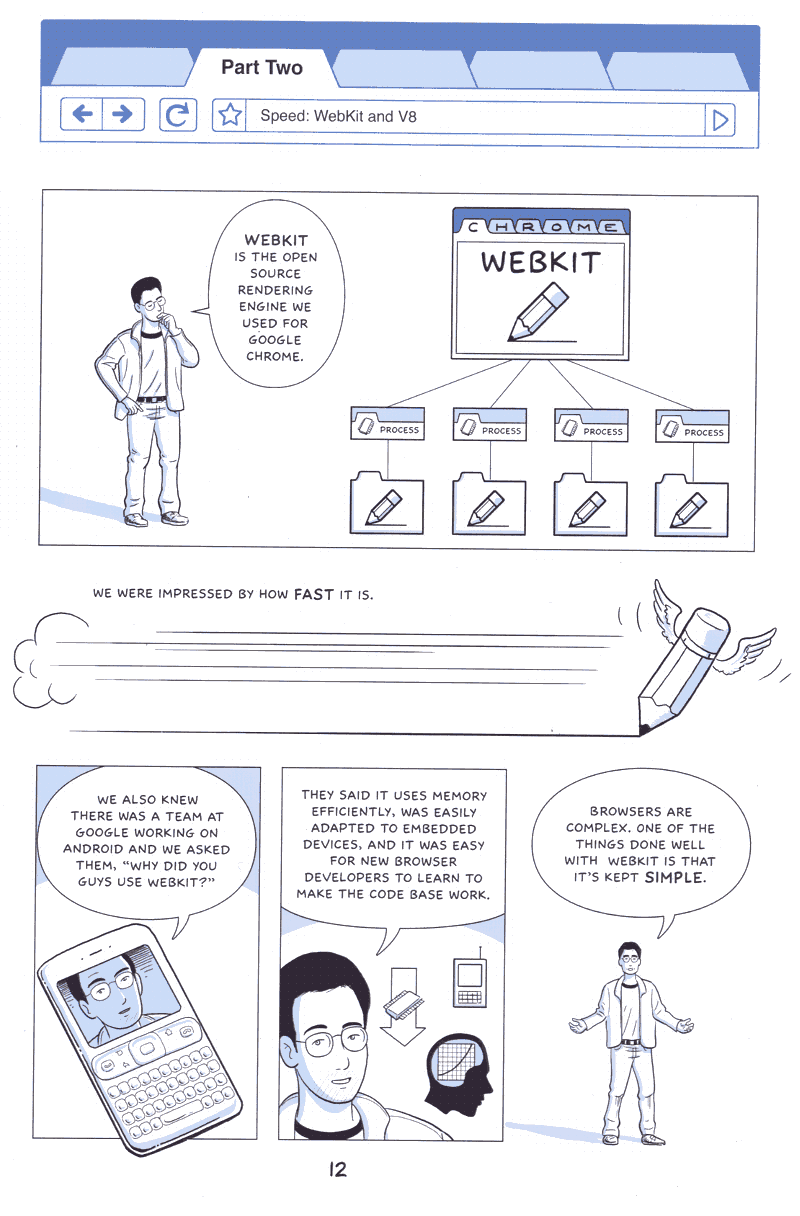 Part Two
Speed: WebKit and V8
WEBKIT
IS THE OPEN
SOURCE
RENDERING
ENGINE WE
USED FOR
GOOGLE
CHROME.
CHROME
WEBKIT
PROCESS
PROCESS
PROCESS
PROCESS
WE WERE IMPRESSED BY HOW FAST IT IS.
WE ALSO KNEW
THERE WAS A TEAM AT
GOOGLE WORKING ON
ANDROID AND WE ASKED
THEM, “WHY DID YOU
GUYS USE WEBKIT?”
THEY SAID IT USES MEMORY
EFFICIENTLY, WAS EASILY
ADAPTED TO EMBEDDED
DEVICES, AND IT WAS EASY
FOR NEW BROWSER
DEVELOPERS TO LEARN TO
MAKE THE CODE BASE WORK.
BROWSERS ARE
COMPLEX. ONE OF THE
THINGS DONE WELL
WITH WEBKIT IS THAT
IT'S KEPT SIMPLE.
12